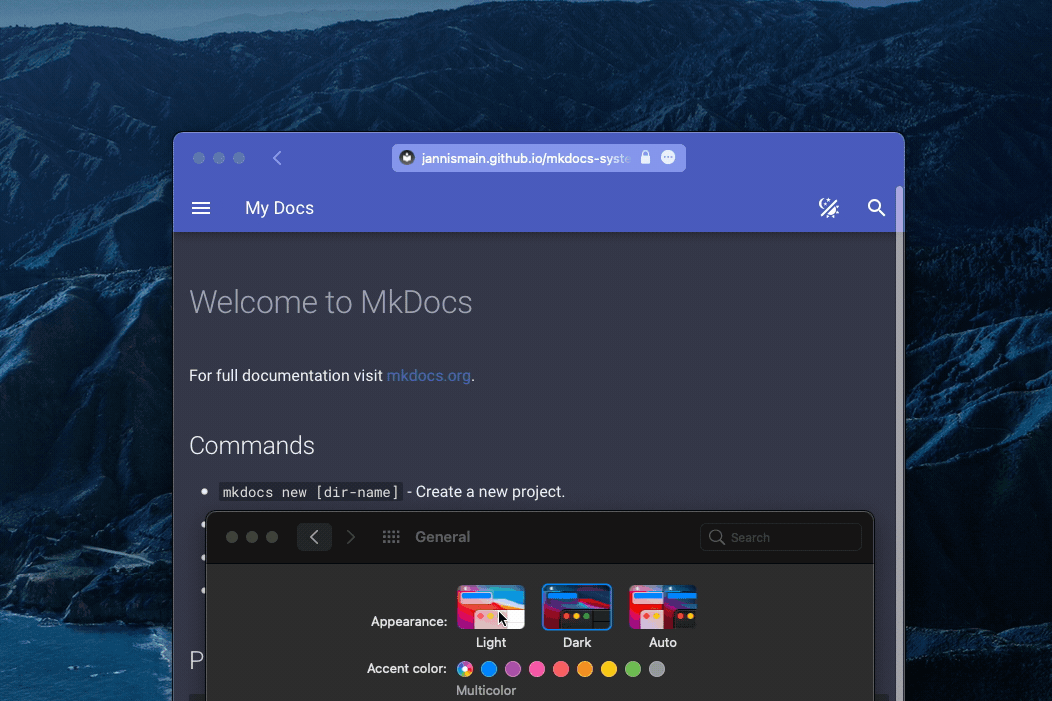 jannismain.github.io/mkdocs-syste
My Docs
Welcome to MkDocs
For full documentation visit mkdocs.org.
Commands
mkdocs new [dir-name] - Create a new project.
General
Search
Appearance:
Light
Dark
Auto
Accent color:
Multicolor
P